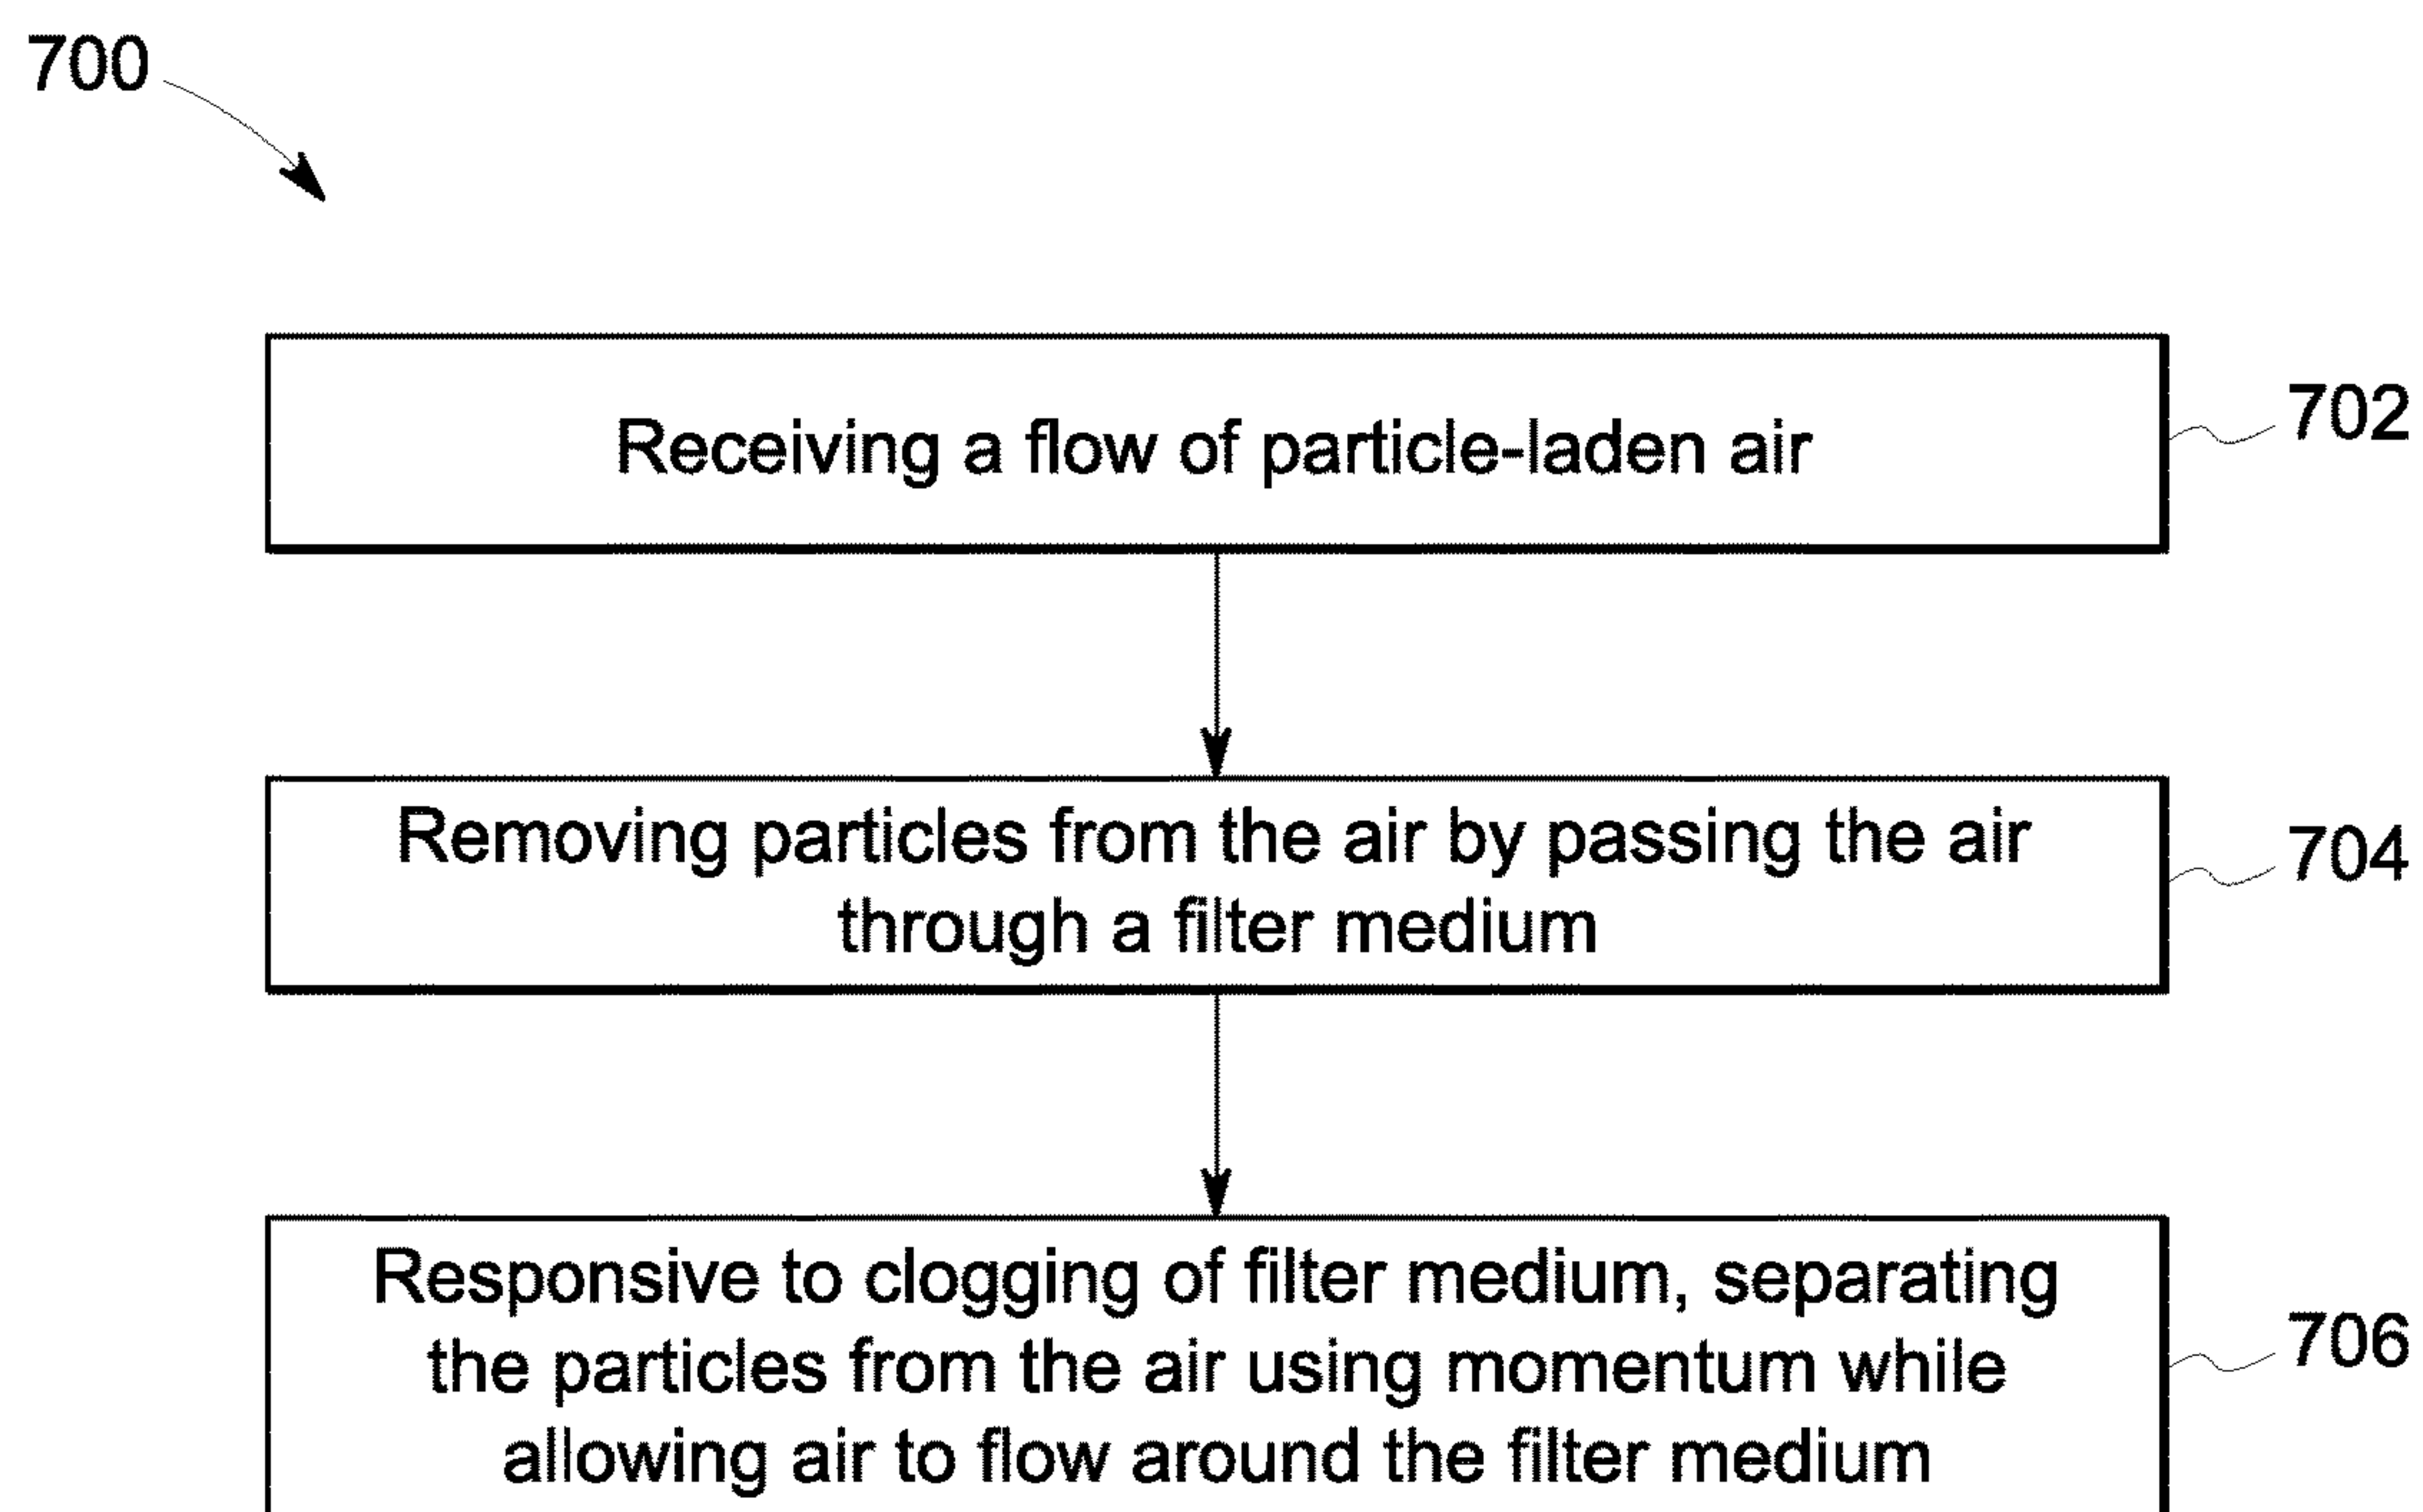 700
Receiving a flow of particle-laden air
702
Removing particles from the air by passing the air
through a filter medium
704
Responsive to clogging of filter medium, separating
the particles from the air using momentum while
allowing air to flow around the filter medium
706